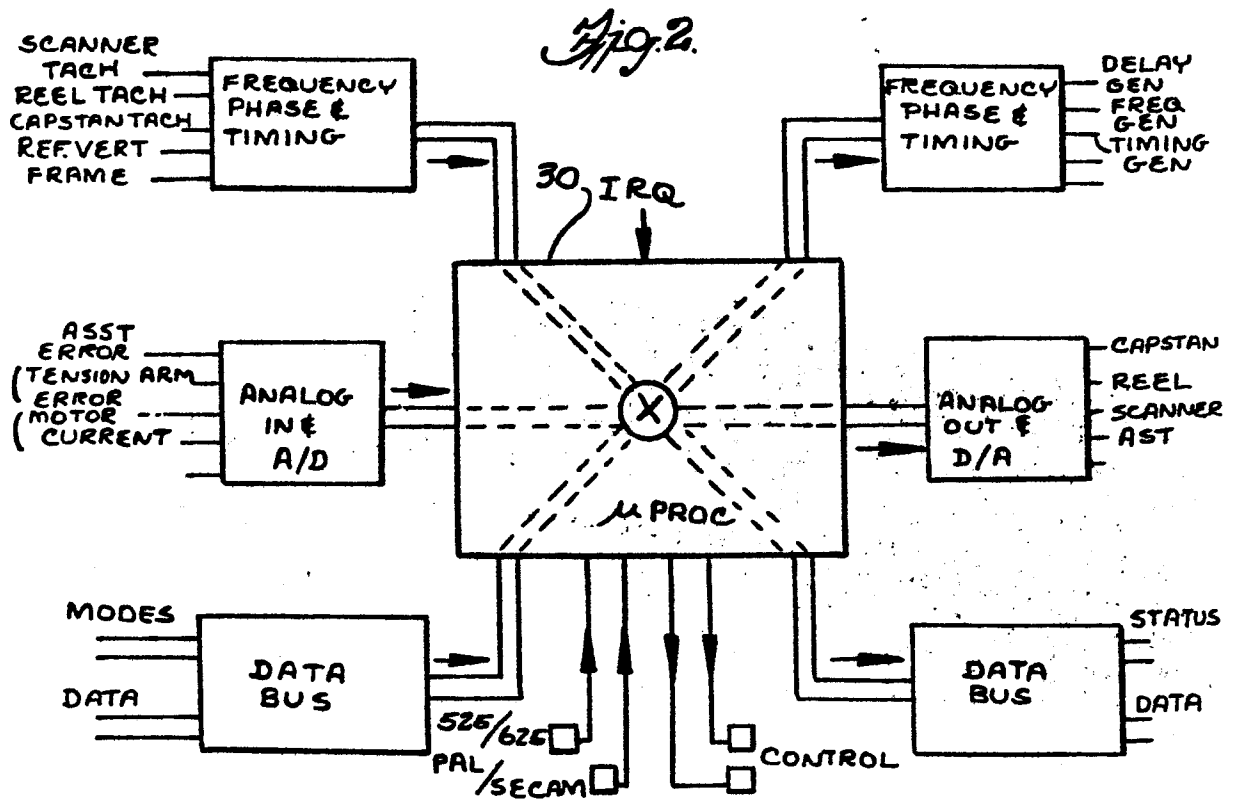 Fig. 2.
SCANNER
TACH
REEL TACH
CAPSTAN TACH
REF. VERT
FRAME
FREQUENCY
PHASE &
TIMING
FREQUENCY
PHASE &
TIMING
DELAY
GEN
FREQ
GEN
TIMING
GEN
30
IRQ
ASST
ERROR
(TENSION ARM
ERROR
(MOTOR
CURRENT
ANALOG
IN &
A/D
X
μ PROC
ANALOG
OUT &
D/A
CAPSTAN
REEL
SCANNER
AST
MODES
DATA
DATA
BUS
525/625
PAL
/SECAM
CONTROL
DATA
BUS
STATUS
DATA